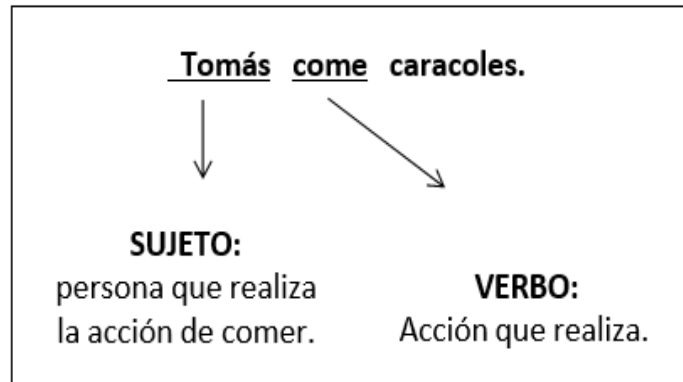 Tomás come caracoles.
SUJETO:
persona que realiza
la acción de comer.
VERBO:
Acción que realiza.